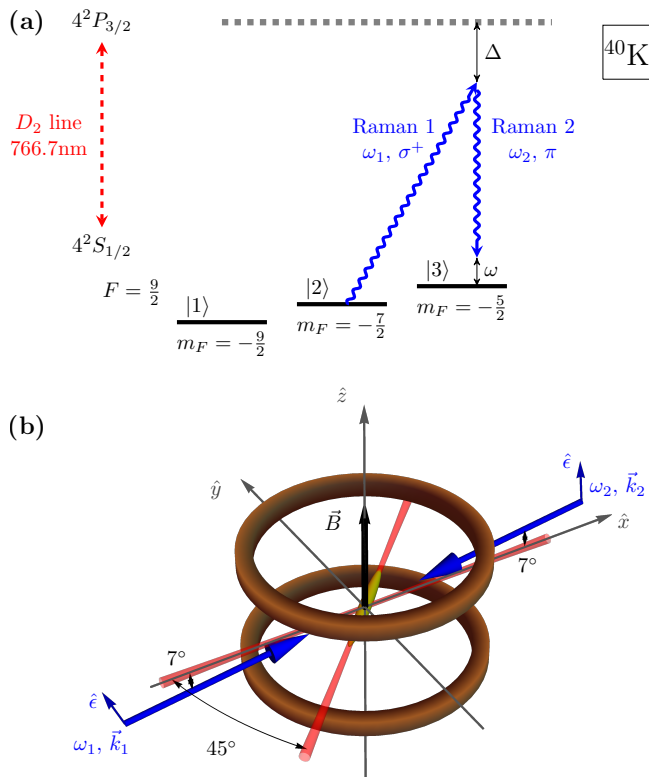 (a)
4²P₃/₂
⁴⁰K
Δ
D₂ line
766.7nm
Raman 1
ω₁, σ⁺
Raman 2
ω₂, π
4²S₁/₂
F = 9/2
|1⟩
|2⟩
|3⟩
ω
m_F = −9/2
m_F = −7/2
m_F = −5/2
(b)
ẑ
ŷ
B⃗
ε̂
ω₂, k⃗₂
x̂
7°
7°
ε̂
ω₁, k⃗₁
45°